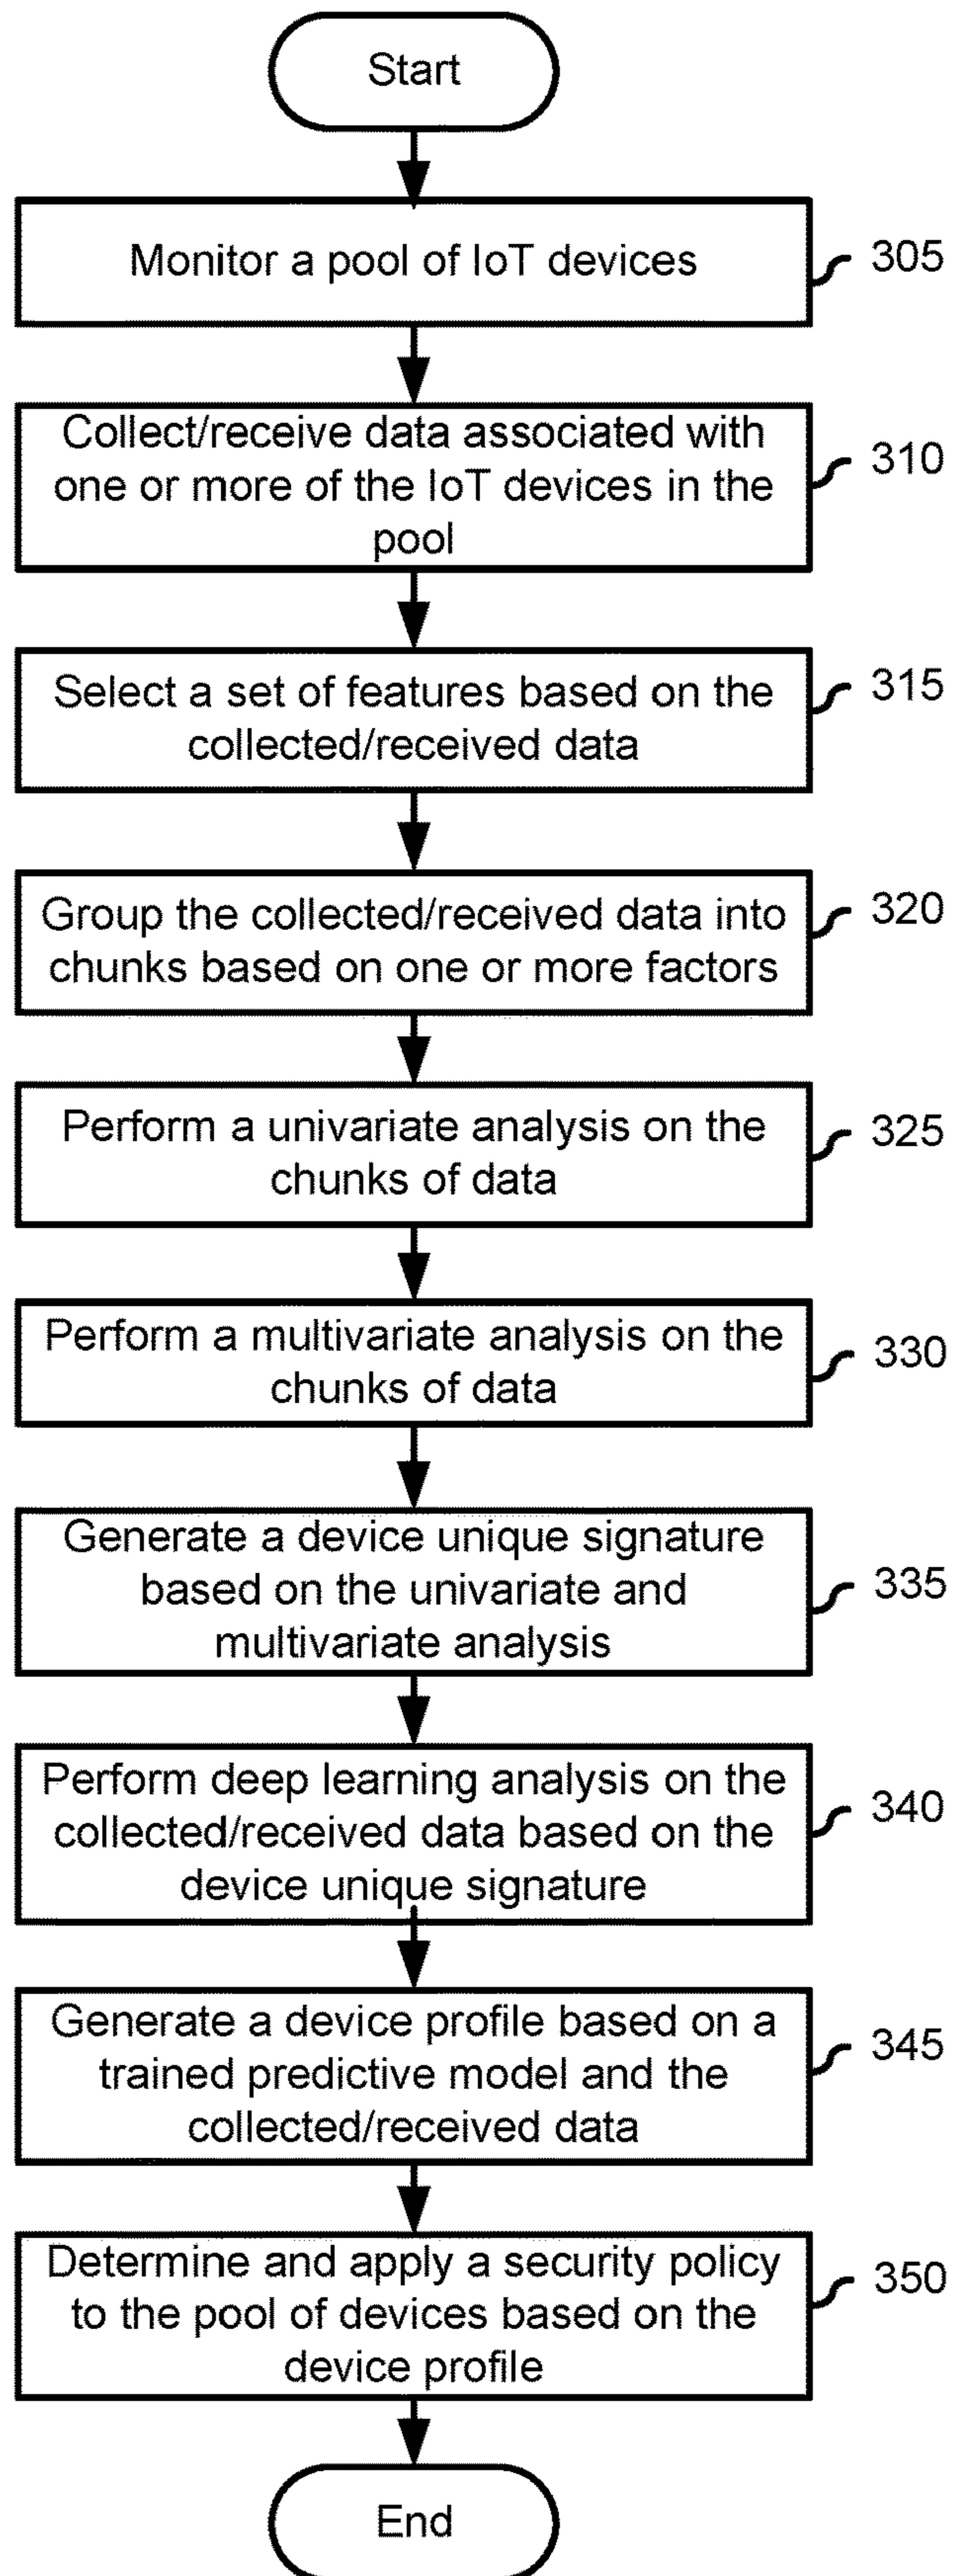 Start
Monitor a pool of IoT devices
305
Collect/receive data associated with
one or more of the IoT devices in the
pool
310
Select a set of features based on the
collected/received data
315
Group the collected/received data into
chunks based on one or more factors
320
Perform a univariate analysis on the
chunks of data
325
Perform a multivariate analysis on the
chunks of data
330
Generate a device unique signature
based on the univariate and
multivariate analysis
335
Perform deep learning analysis on the
collected/received data based on the
device unique signature
340
Generate a device profile based on a
trained predictive model and the
collected/received data
345
Determine and apply a security policy
to the pool of devices based on the
device profile
350
End